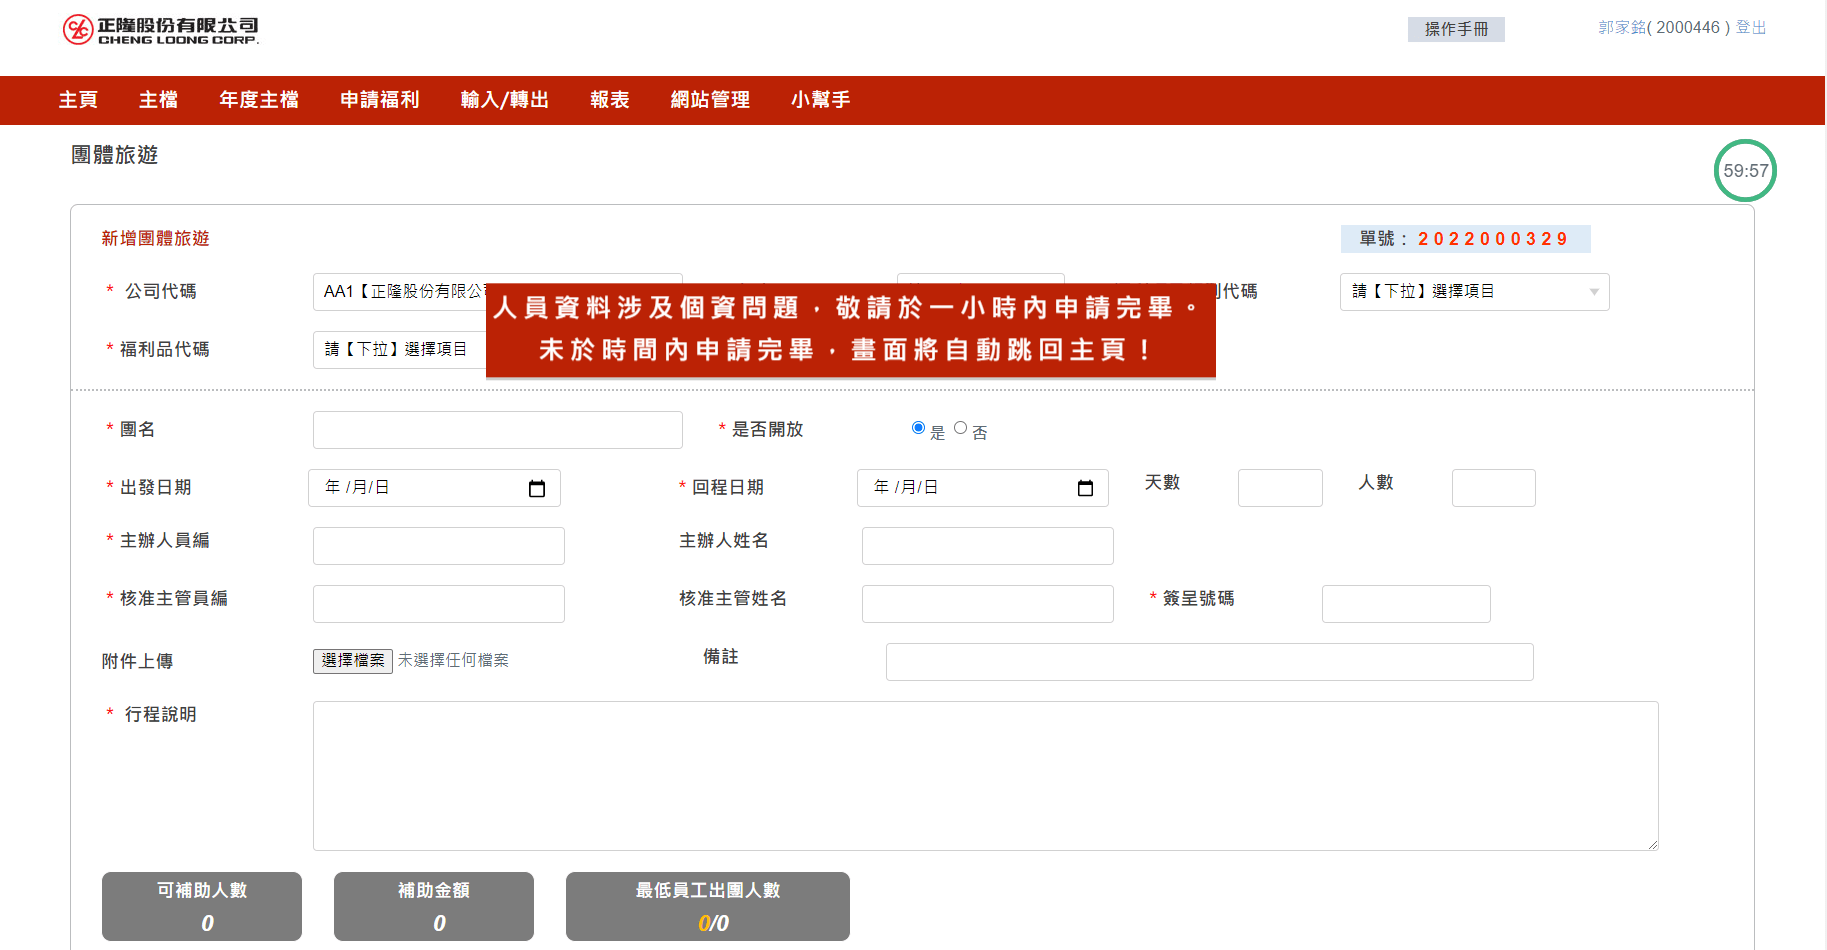 正隆股份有限公司
CHENG LOONG CORP.
操作手冊
郭家銘( 2000446 ) 登出
主頁 主檔 年度主檔 申請福利 輸入/轉出 報表 網站管理 小幫手
團體旅遊
59:57
新增團體旅遊
單號： 2022000329
* 公司代碼
AA1【正隆股份有限公
代碼
請【下拉】選擇項目
人員資料涉及個資問題，敬請於一小時內申請完畢。
未於時間內申請完畢，畫面將自動跳回主頁！
* 福利品代碼
請【下拉】選擇項目
* 團名
* 是否開放
是 否
* 出發日期
年 /月/日
* 回程日期
年 /月/日
天數
人數
* 主辦人員編
主辦人姓名
* 核准主管員編
核准主管姓名
* 簽呈號碼
附件上傳
選擇檔案 未選擇任何檔案
備註
* 行程說明
可補助人數
0
補助金額
0
最低員工出團人數
0/0